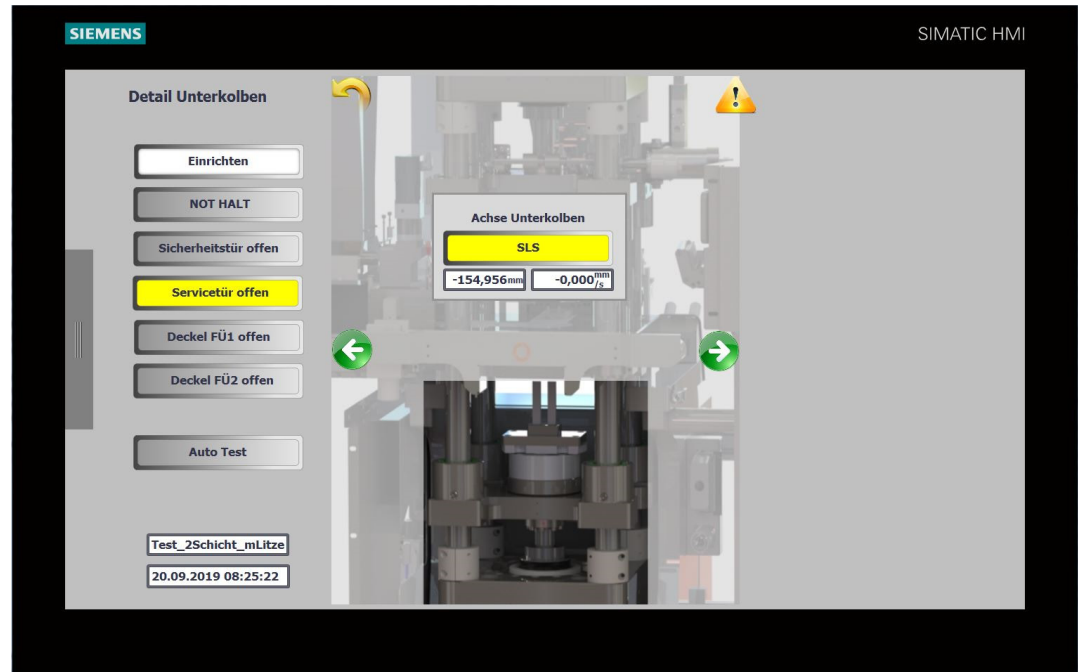 SIEMENS
SIMATIC HMI
Detail Unterkolben
Einrichten
NOT HALT
Sicherheitstür offen
Servicetür offen
Deckel FÜ1 offen
Deckel FÜ2 offen
Auto Test
Test_2Schicht_mLitze
20.09.2019 08:25:22
Achse Unterkolben
SLS
-154,956mm -0,000mm/s